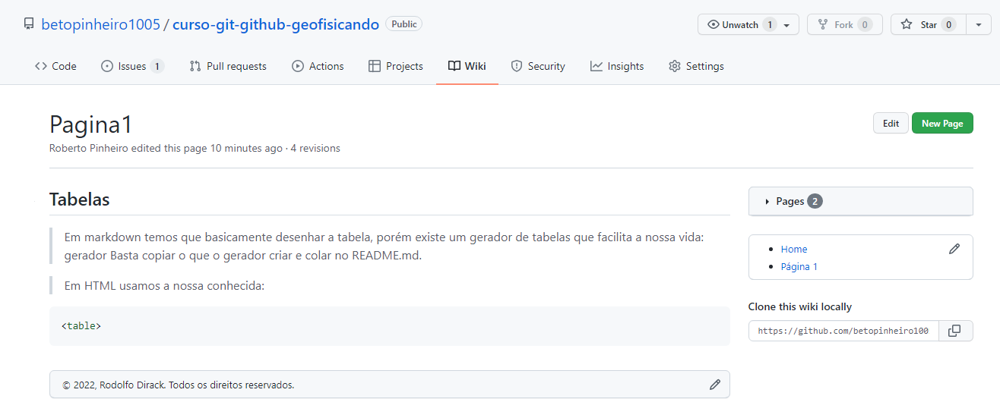 betopinheiro1005 / curso-git-github-geofisicando Public
Unwatch 1 Fork 0 Star 0
Code Issues 1 Pull requests Actions Projects Wiki Security Insights Settings
Pagina1
Edit New Page
Roberto Pinheiro edited this page 10 minutes ago · 4 revisions
Tabelas
Em markdown temos que basicamente desenhar a tabela, porém existe um gerador de tabelas que facilita a nossa vida:
gerador Basta copiar o que o gerador criar e colar no README.md.
Em HTML usamos a nossa conhecida:
<table>
© 2022, Rodolfo Dirack. Todos os direitos reservados.
Pages 2
Home
Página 1
Clone this wiki locally
https://github.com/betopinheiro100